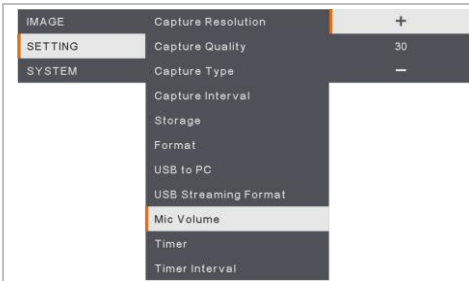 IMAGE
SETTING
SYSTEM
Capture Resolution
Capture Quality
Capture Type
Capture Interval
Storage
Format
USB to PC
USB Streaming Format
Mic Volume
Timer
Timer Interval
+
30
−